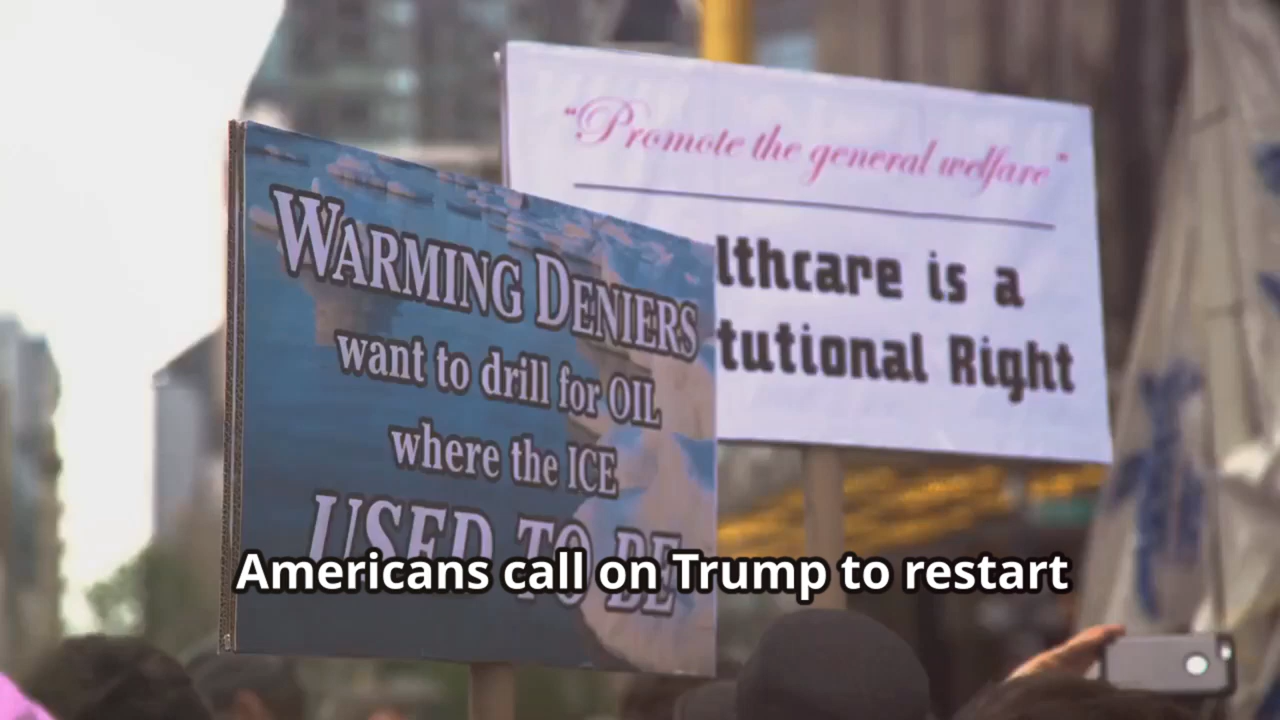 WARMING DENIERS
want to drill for OIL
where the ICE
USED TO BE
"Promote the general welfare"
lthcare is a
tutional Right
Americans call on Trump to restart